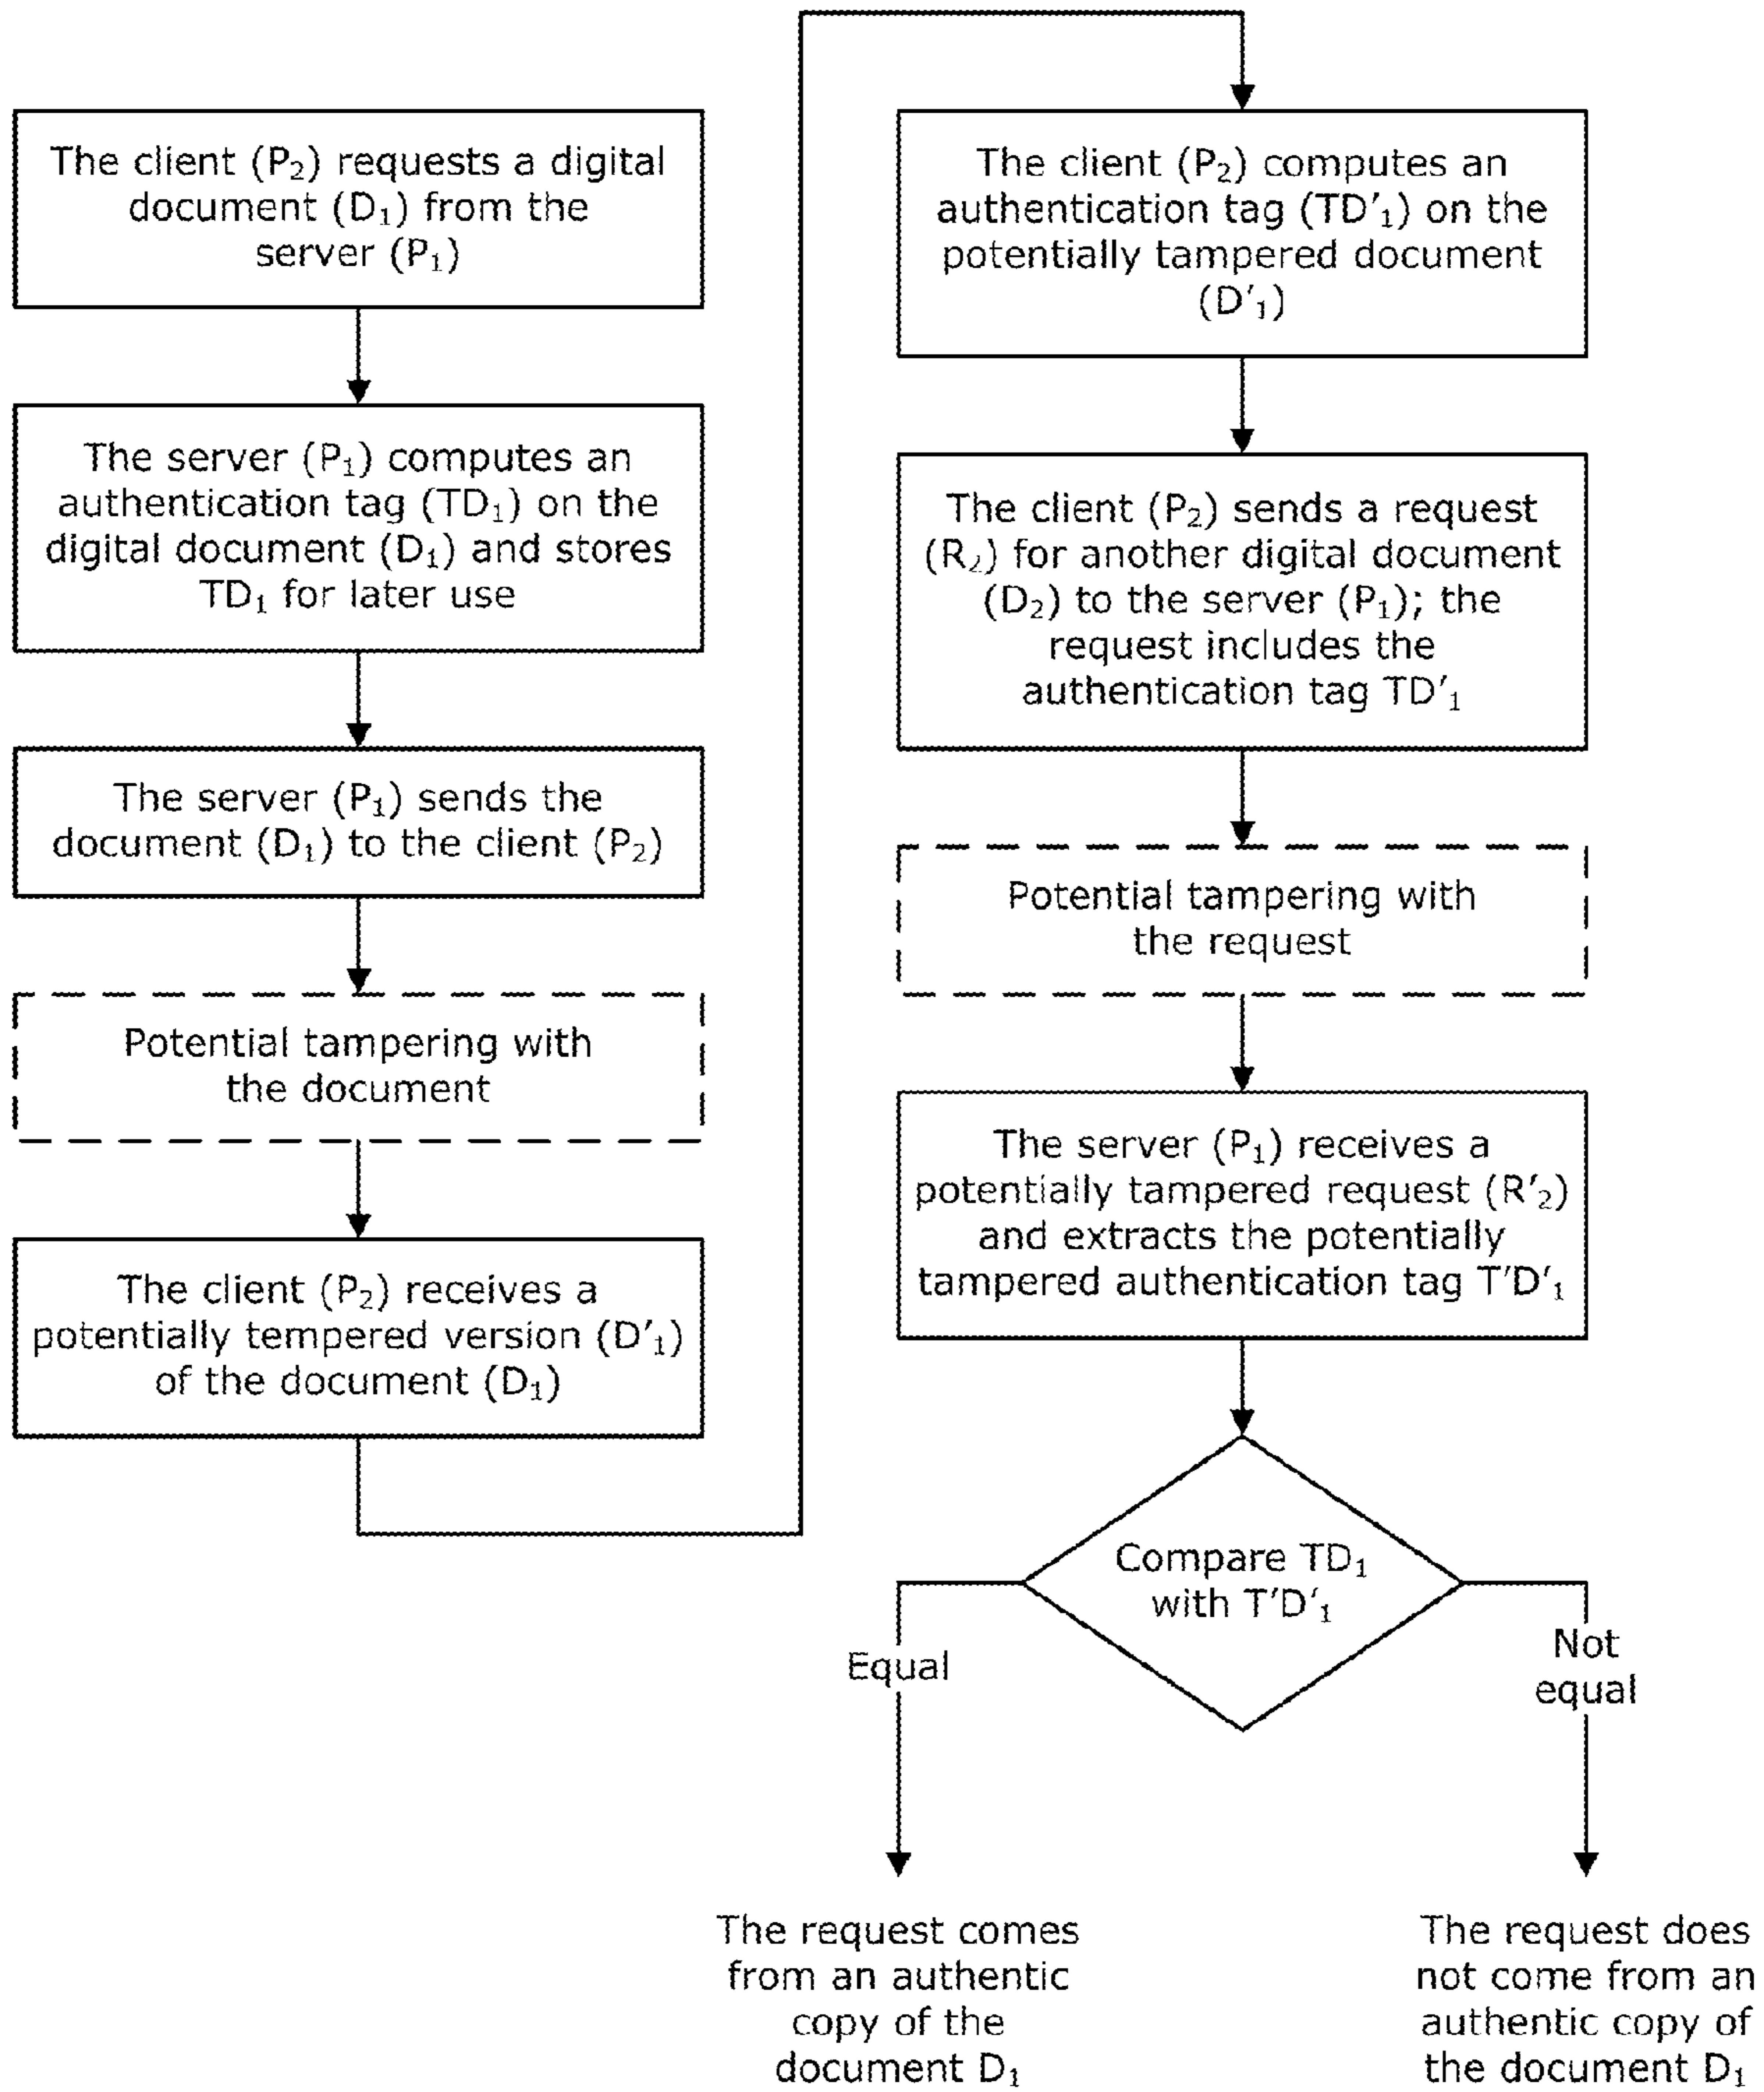 The client (P₂) requests a digital
document (D₁) from the
server (P₁)
The server (P₁) computes an
authentication tag (TD₁) on the
digital document (D₁) and stores
TD₁ for later use
The server (P₁) sends the
document (D₁) to the client (P₂)
Potential tampering with
the document
The client (P₂) receives a
potentially tempered version (D′₁)
of the document (D₁)
The client (P₂) computes an
authentication tag (TD′₁) on the
potentially tampered document
(D′₁)
The client (P₂) sends a request
(R₂) for another digital document
(D₂) to the server (P₁); the
request includes the
authentication tag TD′₁
Potential tampering with
the request
The server (P₁) receives a
potentially tampered request (R′₂)
and extracts the potentially
tampered authentication tag T′D′₁
Compare TD₁
with T′D′₁
Equal
Not
equal
The request comes
from an authentic
copy of the
document D₁
The request does
not come from an
authentic copy of
the document D₁